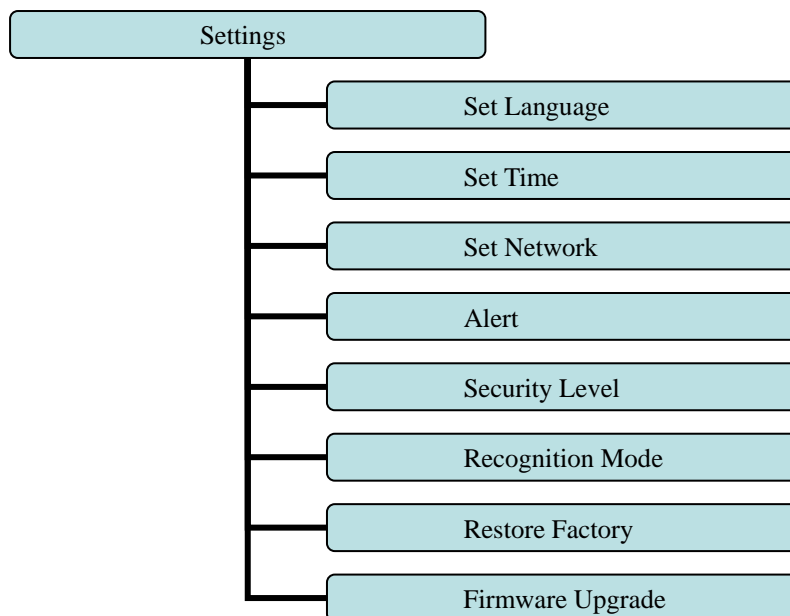 Settings
Set Language
Set Time
Set Network
Alert
Security Level
Recognition Mode
Restore Factory
Firmware Upgrade